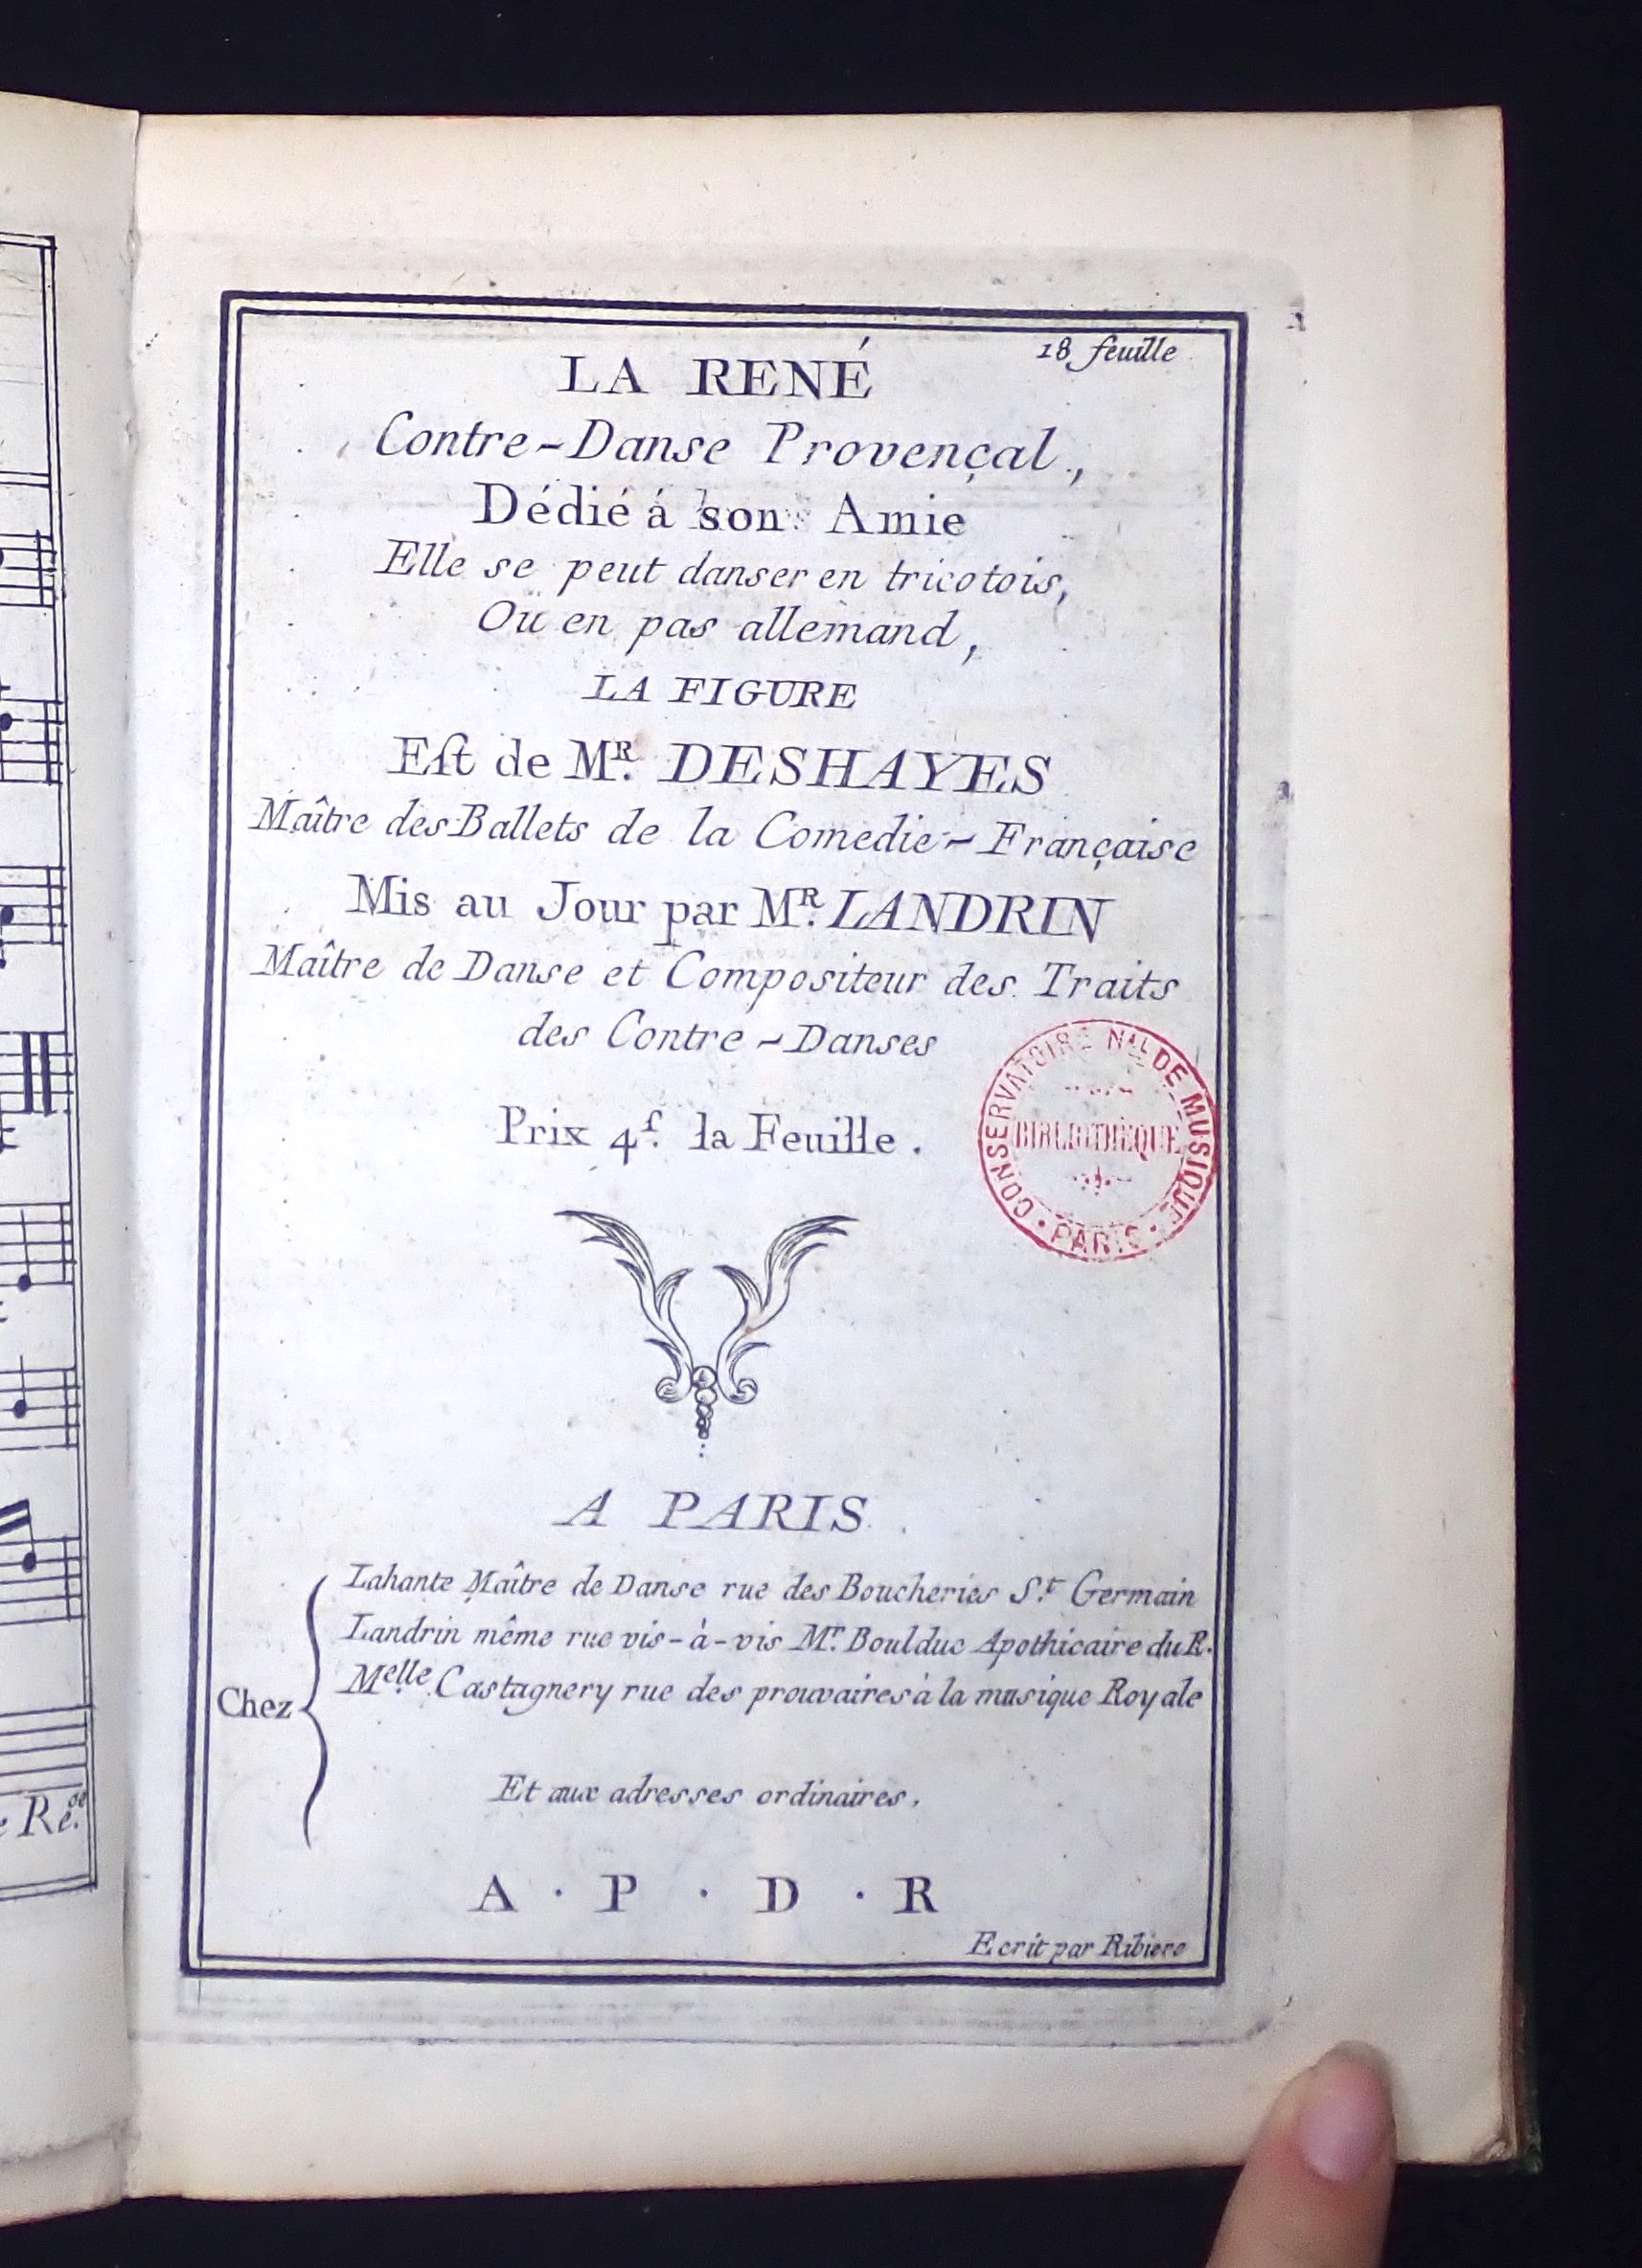 18 feuille
LA RENÉ
Contre-Danse Provençal,
Dédié á son Amie
Elle se peut danser en tricotois,
Oü en pas allemand,
LA FIGURE
Eſt de MR. DESHAYES
Maître des Ballets de la Comedie-Française
Mis au Jour par MR. LANDRIN
Maître de Danse et Compositeur des Traits
des Contre-Danses
Prix 4s. la Feuille.
CONSERVATOIRE NAL DE MUSIQUE
BIBLIOTHÈQUE
PARIS
A PARIS.
Chez
Lahante Maître de Danse rue des Boucheries St. Germain
Landrin même rue vis-à-vis Mr. Boulduc Apothicaire du R.
Melle. Castagnery rue des prouvaires à la musique Royale
Et aux adresses ordinaires.
A · P · D · R
Ecrit par Ribiere